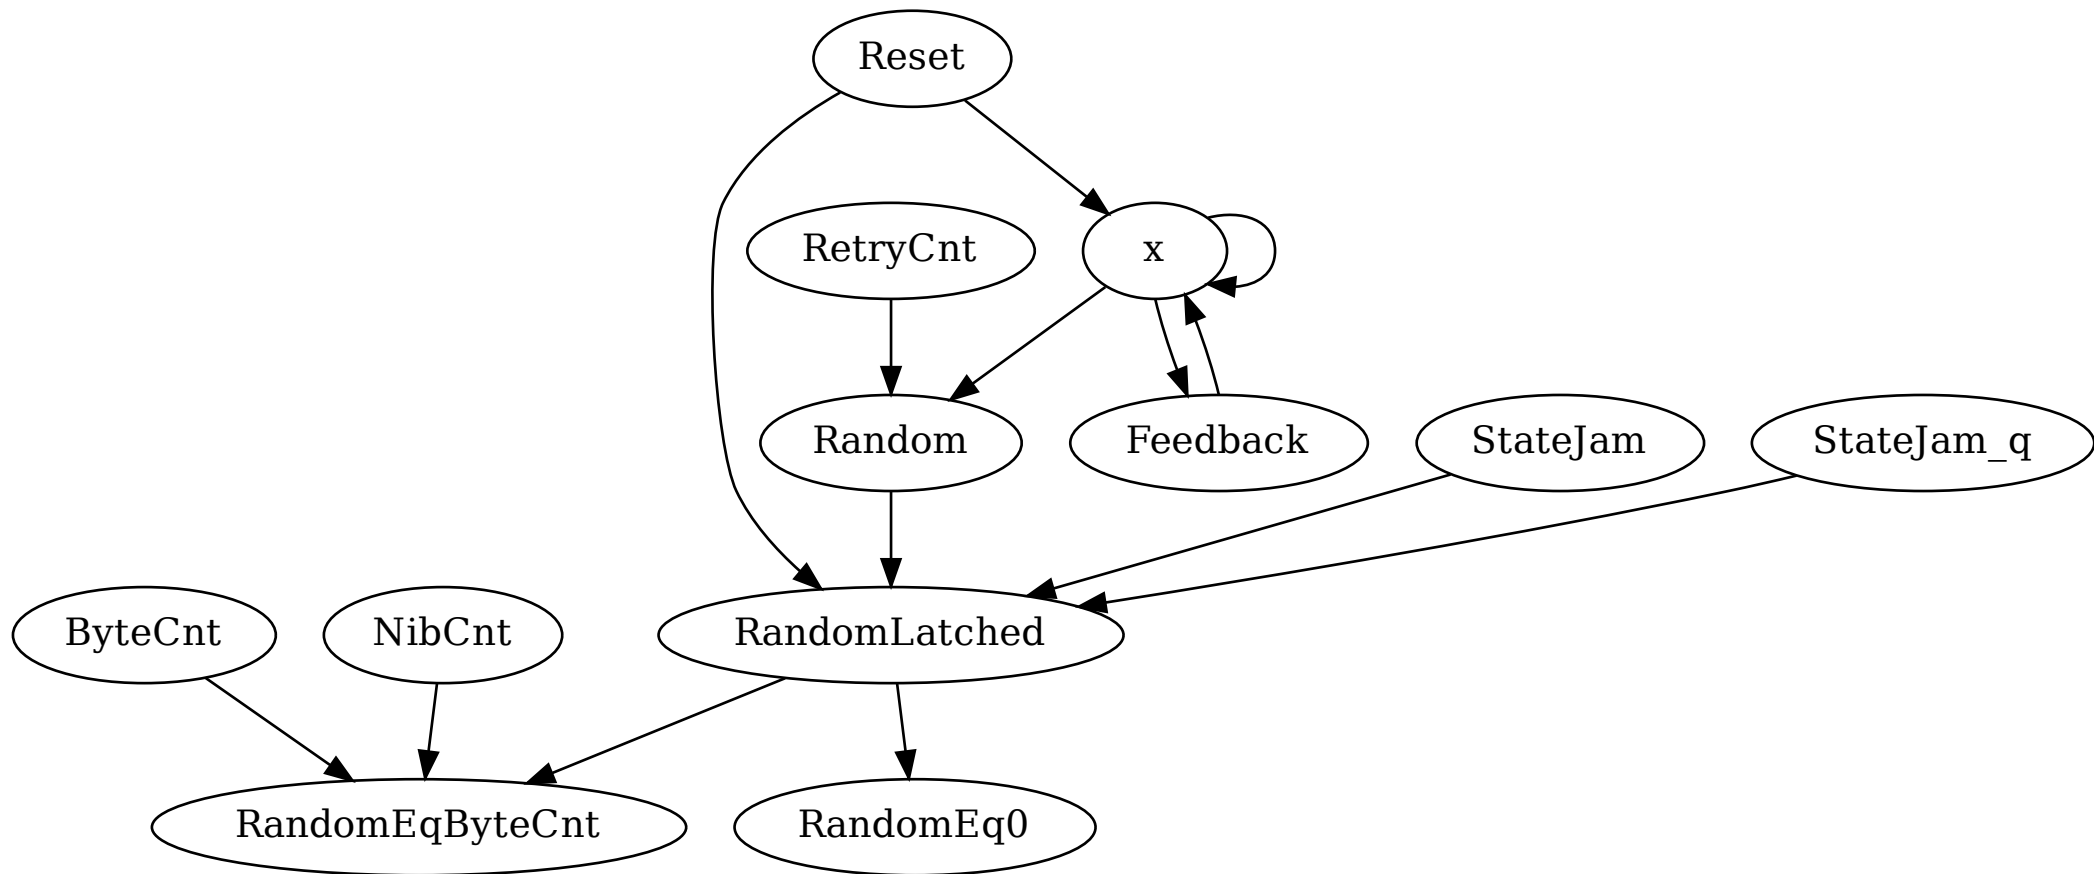 Reset
RetryCnt
x
Random
Feedback
StateJam
StateJam_q
ByteCnt
NibCnt
RandomLatched
RandomEqByteCnt
RandomEq0